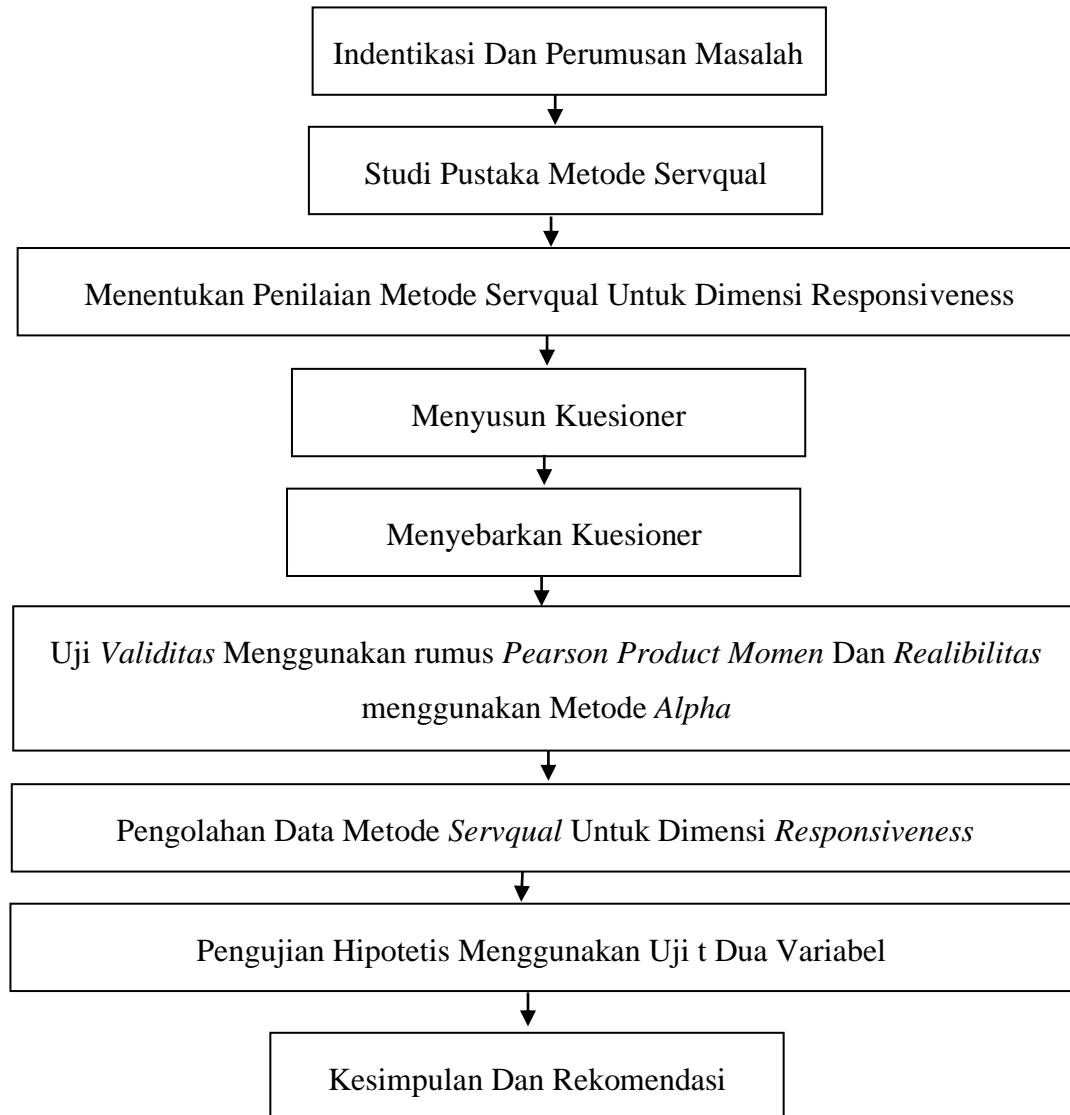 Indentikasi Dan Perumusan Masalah
Studi Pustaka Metode Servqual
Menentukan Penilaian Metode Servqual Untuk Dimensi Responsiveness
Menyusun Kuesioner
Menyebarkan Kuesioner
Uji Validitas Menggunakan rumus Pearson Product Momen Dan Realibilitas
menggunakan Metode Alpha
Pengolahan Data Metode Servqual Untuk Dimensi Responsiveness
Pengujian Hipotetis Menggunakan Uji t Dua Variabel
Kesimpulan Dan Rekomendasi